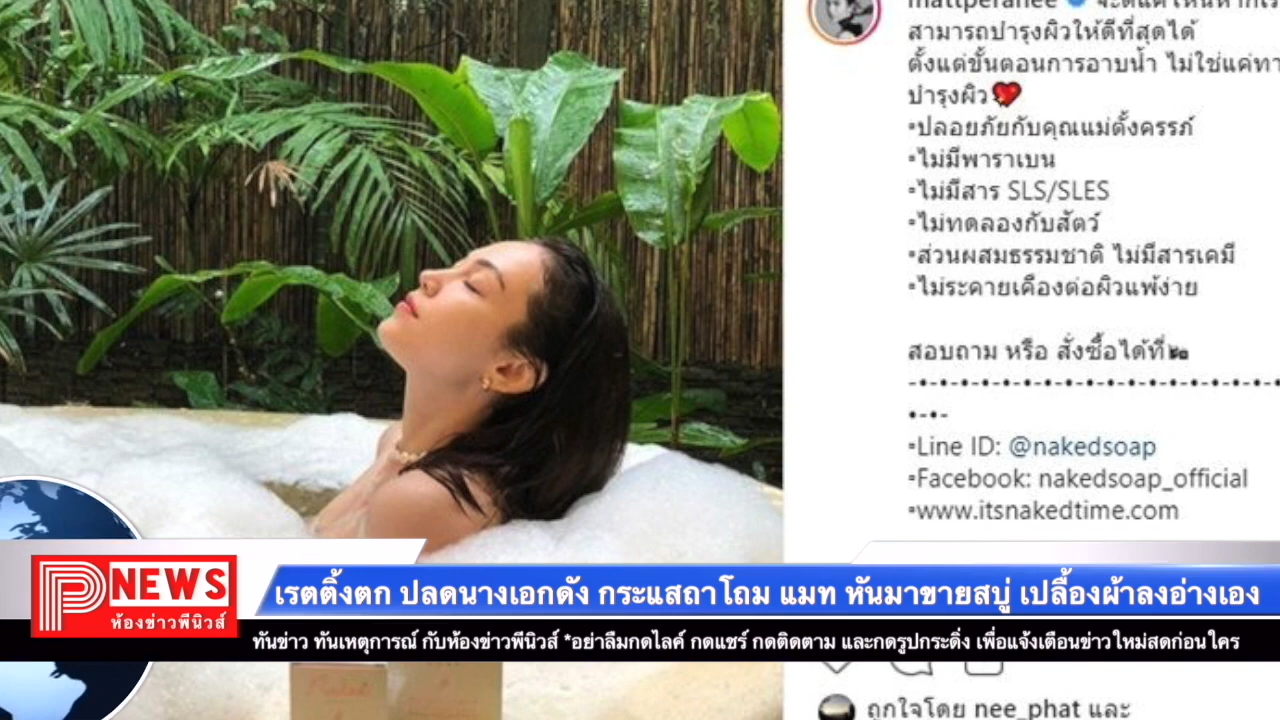 mattperanee
สามารถบำรุงผิวให้ดีที่สุดได้
ตั้งแต่ขั้นตอนการอาบน้ำ ไม่ใช่แค่ทา
บำรุงผิว
▫ปลอยภัยกับคุณแม่ตั้งครรภ์
▫ไม่มีพาราเบน
▫ไม่มีสาร SLS/SLES
▫ไม่ทดลองกับสัตว์
▫ส่วนผสมธรรมชาติ ไม่มีสารเคมี
▫ไม่ระคายเคืองต่อผิวแพ้ง่าย
สอบถาม หรือ สั่งซื้อได้ที่
-•-•-•-•-•-•-•-•-•-•-•-•-•-•-•-•-•-•
•-•-
▫Line ID: @nakedsoap
▫Facebook: nakedsoap_official
▫www.itsnakedtime.com
P NEWS
ห้องข่าวพีนิวส์
เรตติ้งตก ปลดนางเอกดัง กระแสถาโถม แมท หันมาขายสบู่ เปลื้องผ้าลงอ่างเอง
ทันข่าว ทันเหตุการณ์ กับห้องข่าวพีนิวส์ *อย่าลืมกดไลค์ กดแชร์ กดติดตาม และกดรูปกระดิ่ง เพื่อแจ้งเตือนข่าวใหม่สดก่อนใคร
ถูกใจโดย nee_phat และ